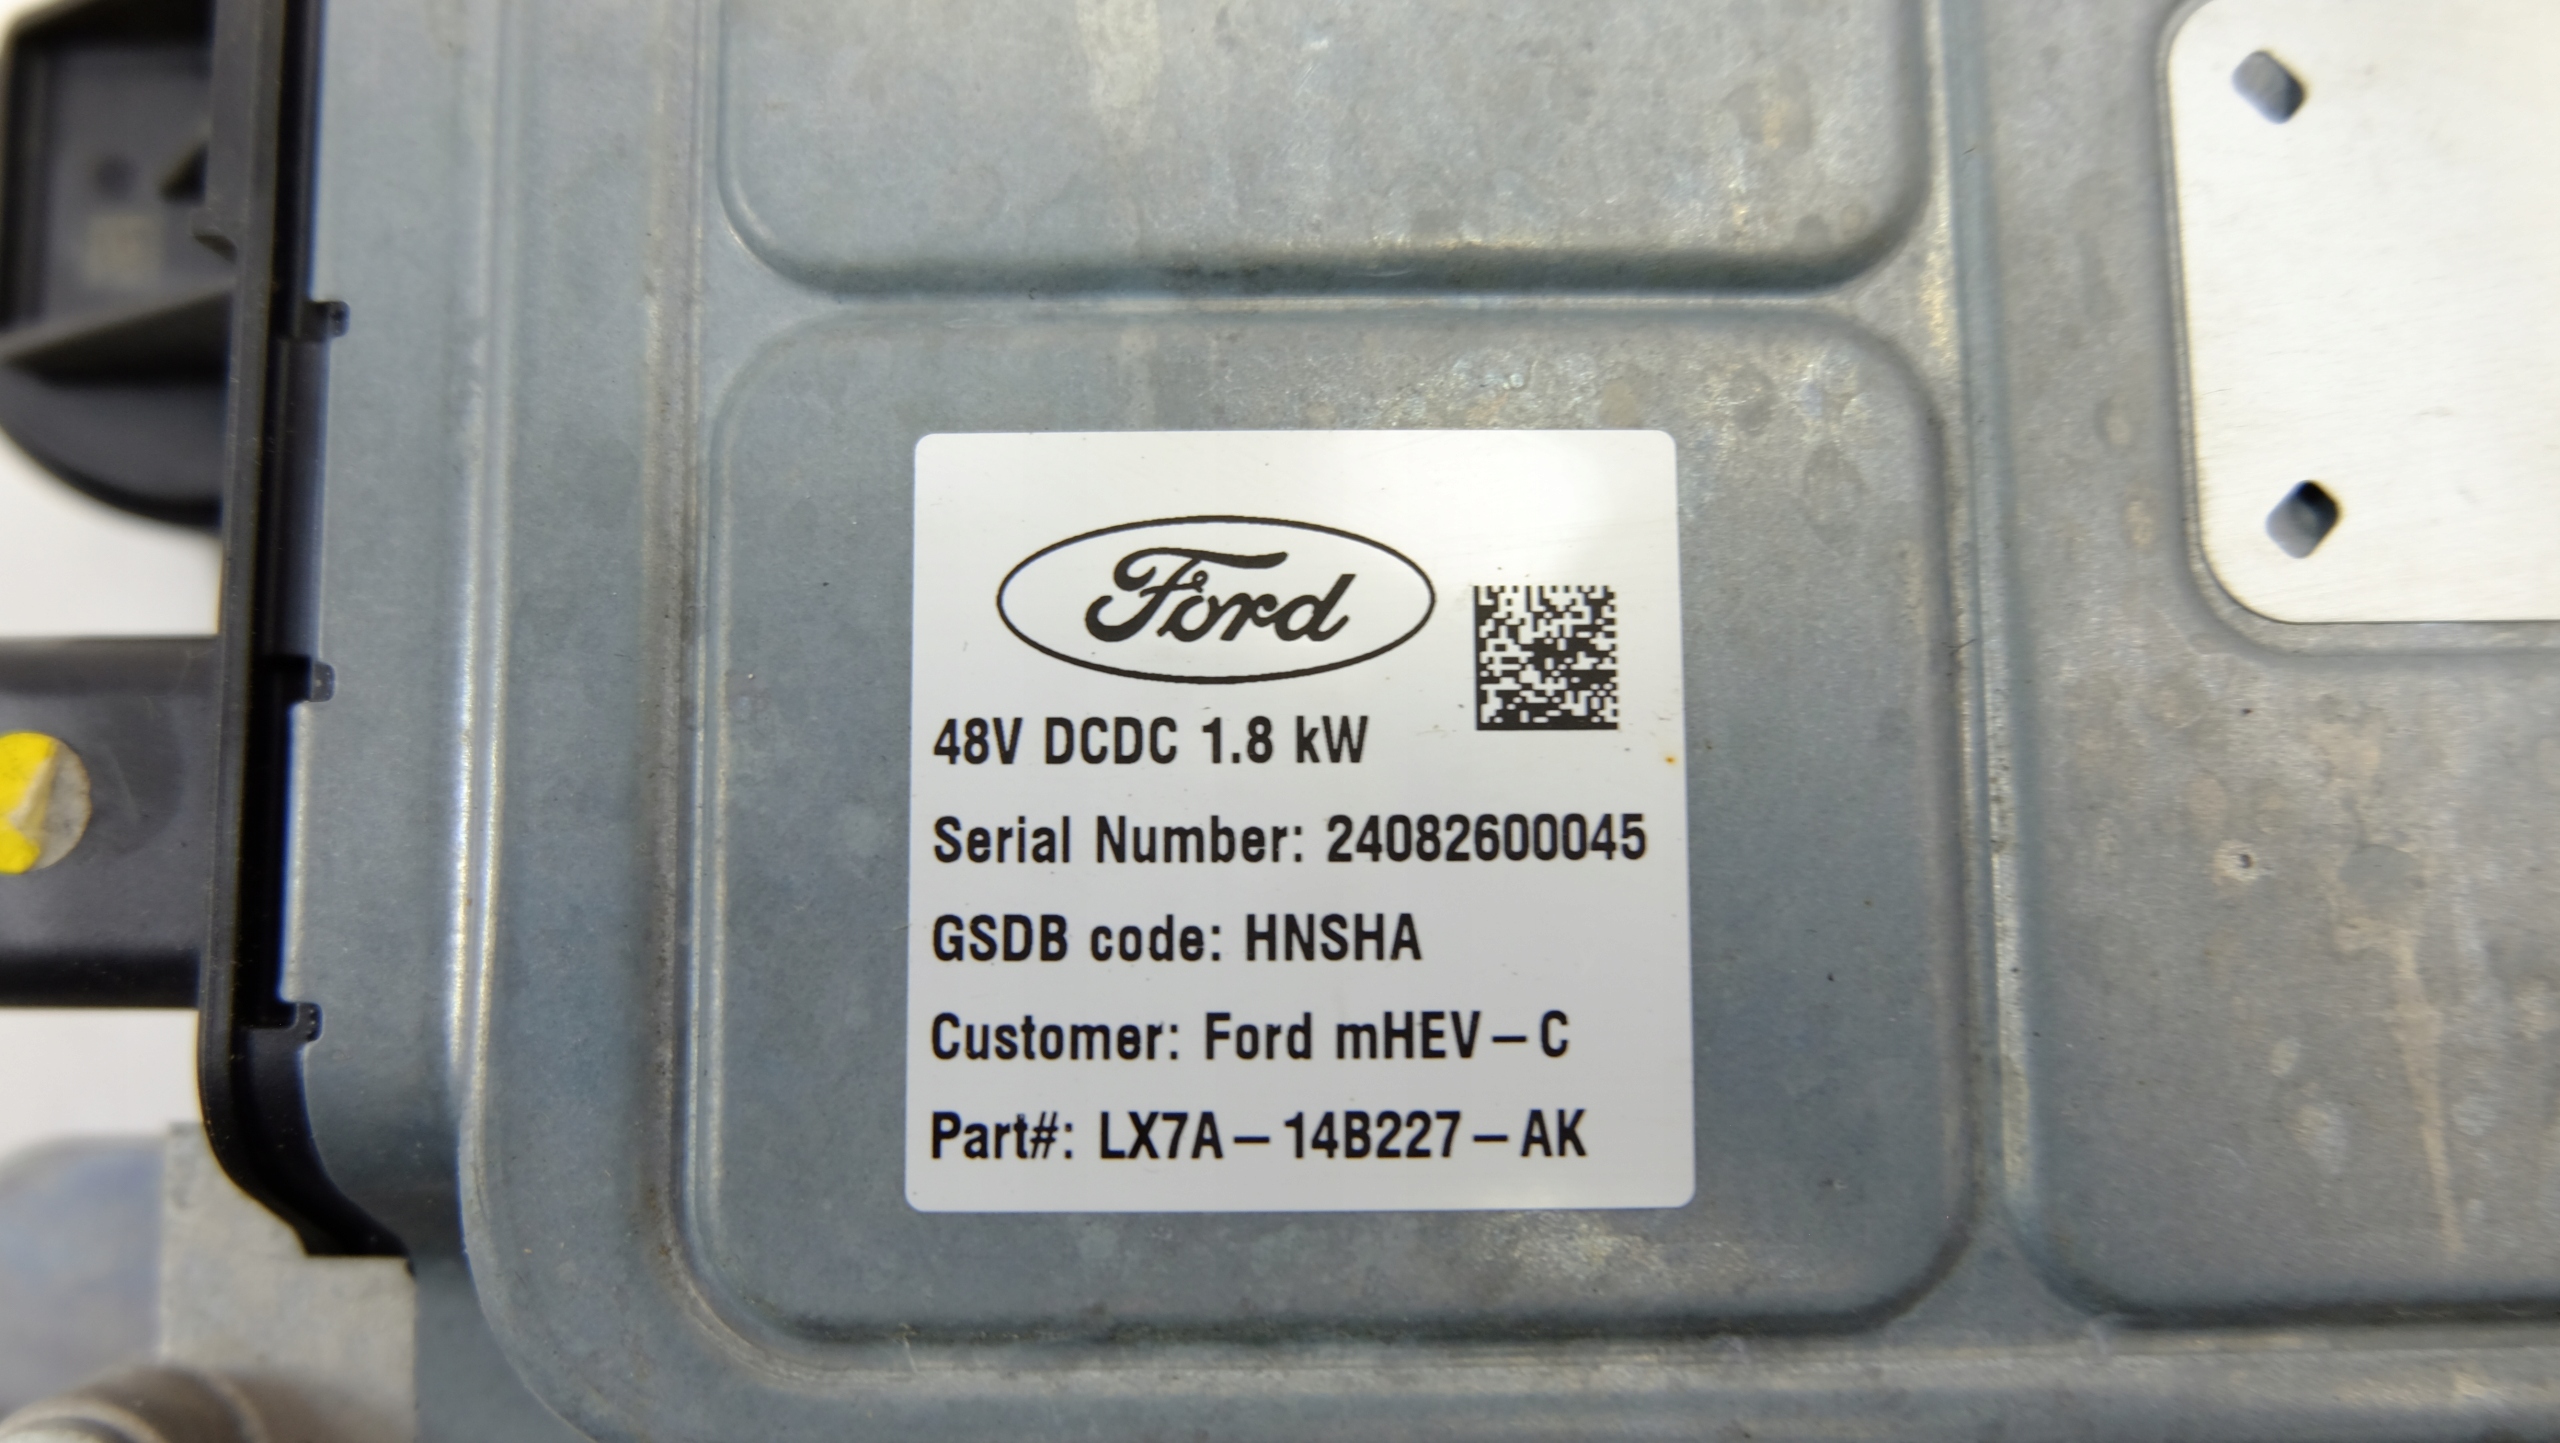 Ford
48V DCDC 1.8 kW
Serial Number: 24082600045
GSDB code: HNSHA
Customer: Ford mHEV–C
Part#: LX7A–14B227–AK